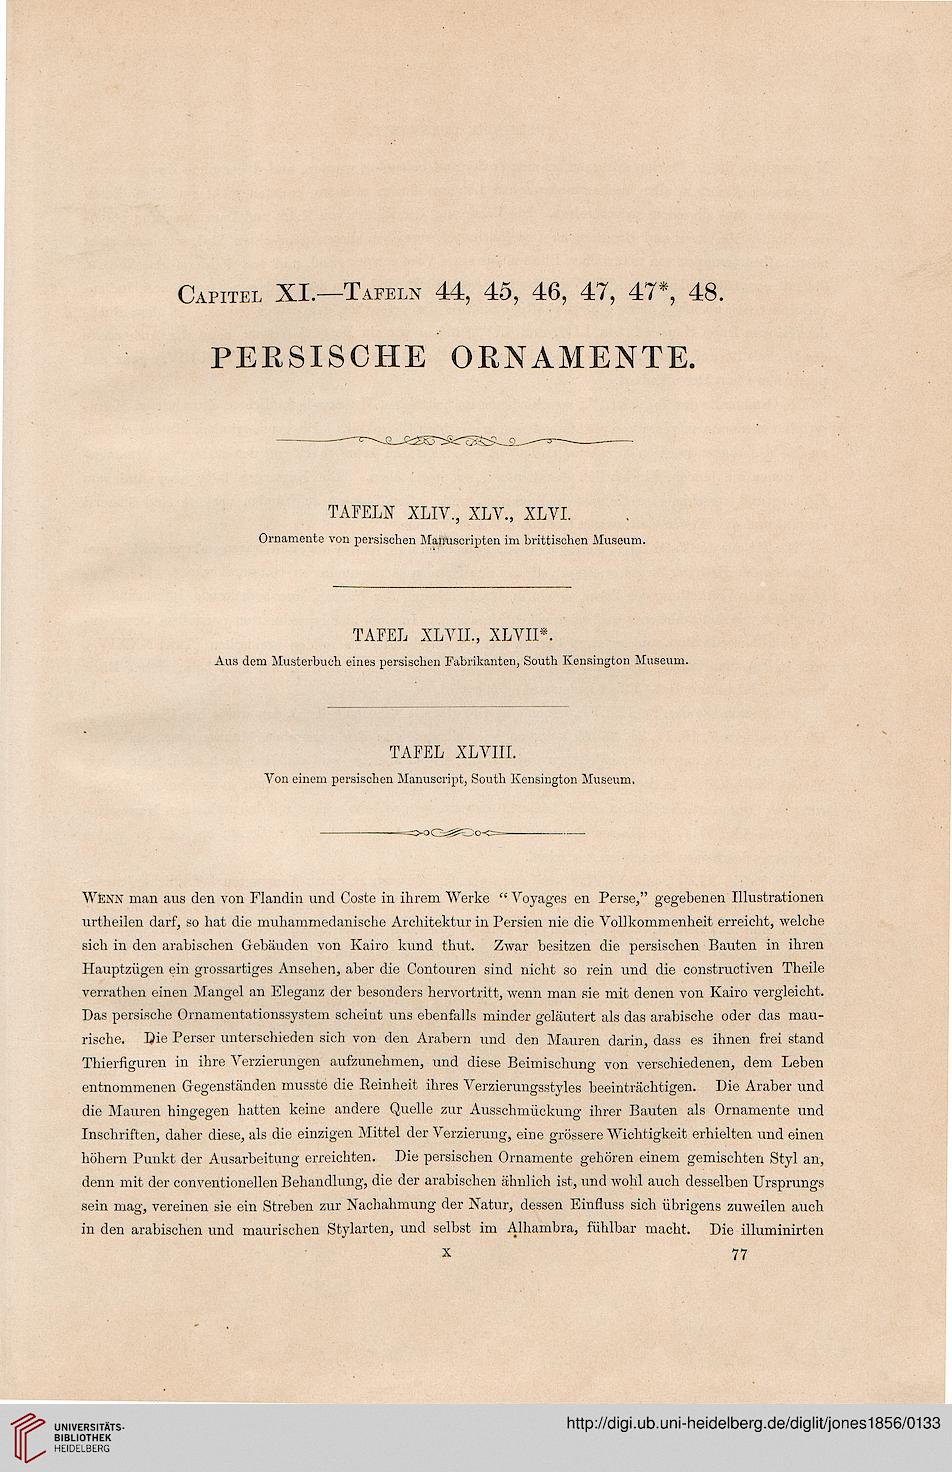 CAPITEL XI.—TAFELN 44, 45, 46, 47, 47*, 48.
PERSISCHE ORNAMENTE.
TAFELN XLIV., XLV., XLVI.
Ornamente von persischen Manuscripten im brittischen Museum.
TAFEL XLVII., XLVII*.
Aus dem Musterbuch eines persischen Fabrikanten, South Kensington Museum.
TAFEL XLVIII.
Von einem persischen Manuscript, South Kensington Museum.
WENN man aus den von Flandin und Coste in ihrem Werke “Voyages en Perse,” gegebenen Illustrationen
urtheilen darf, so hat die muhammedanische Architektur in Persien nie die Vollkommenheit erreicht, welche
sich in den arabischen Gebäuden von Kairo kund thut. Zwar besitzen die persischen Bauten in ihren
Hauptzügen ein grossartiges Ansehen, aber die Contouren sind nicht so rein und die constructiven Theile
verrathen einen Mangel an Eleganz der besonders hervortritt, wenn man sie mit denen von Kairo vergleicht.
Das persische Ornamentationssystem scheint uns ebenfalls minder geläutert als das arabische oder das mau-
rische. Die Perser unterschieden sich von den Arabern und den Mauren darin, dass es ihnen frei stand
Thierfiguren in ihre Verzierungen aufzunehmen, und diese Beimischung von verschiedenen, dem Leben
entnommenen Gegenständen musste die Reinheit ihres Verzierungsstyles beeinträchtigen. Die Araber und
die Mauren hingegen hatten keine andere Quelle zur Ausschmückung ihrer Bauten als Ornamente und
Inschriften, daher diese, als die einzigen Mittel der Verzierung, eine grössere Wichtigkeit erhielten und einen
höhern Punkt der Ausarbeitung erreichten. Die persischen Ornamente gehören einem gemischten Styl an,
denn mit der conventionellen Behandlung, die der arabischen ähnlich ist, und wohl auch desselben Ursprungs
sein mag, vereinen sie ein Streben zur Nachahmung der Natur, dessen Einfluss sich übrigens zuweilen auch
in den arabischen und maurischen Stylarten, und selbst im Alhambra, fühlbar macht. Die illuminirten
X 77
UNIVERSITÄTS-
BIBLIOTHEK
HEIDELBERG
http://digi.ub.uni-heidelberg.de/diglit/jones1856/0133